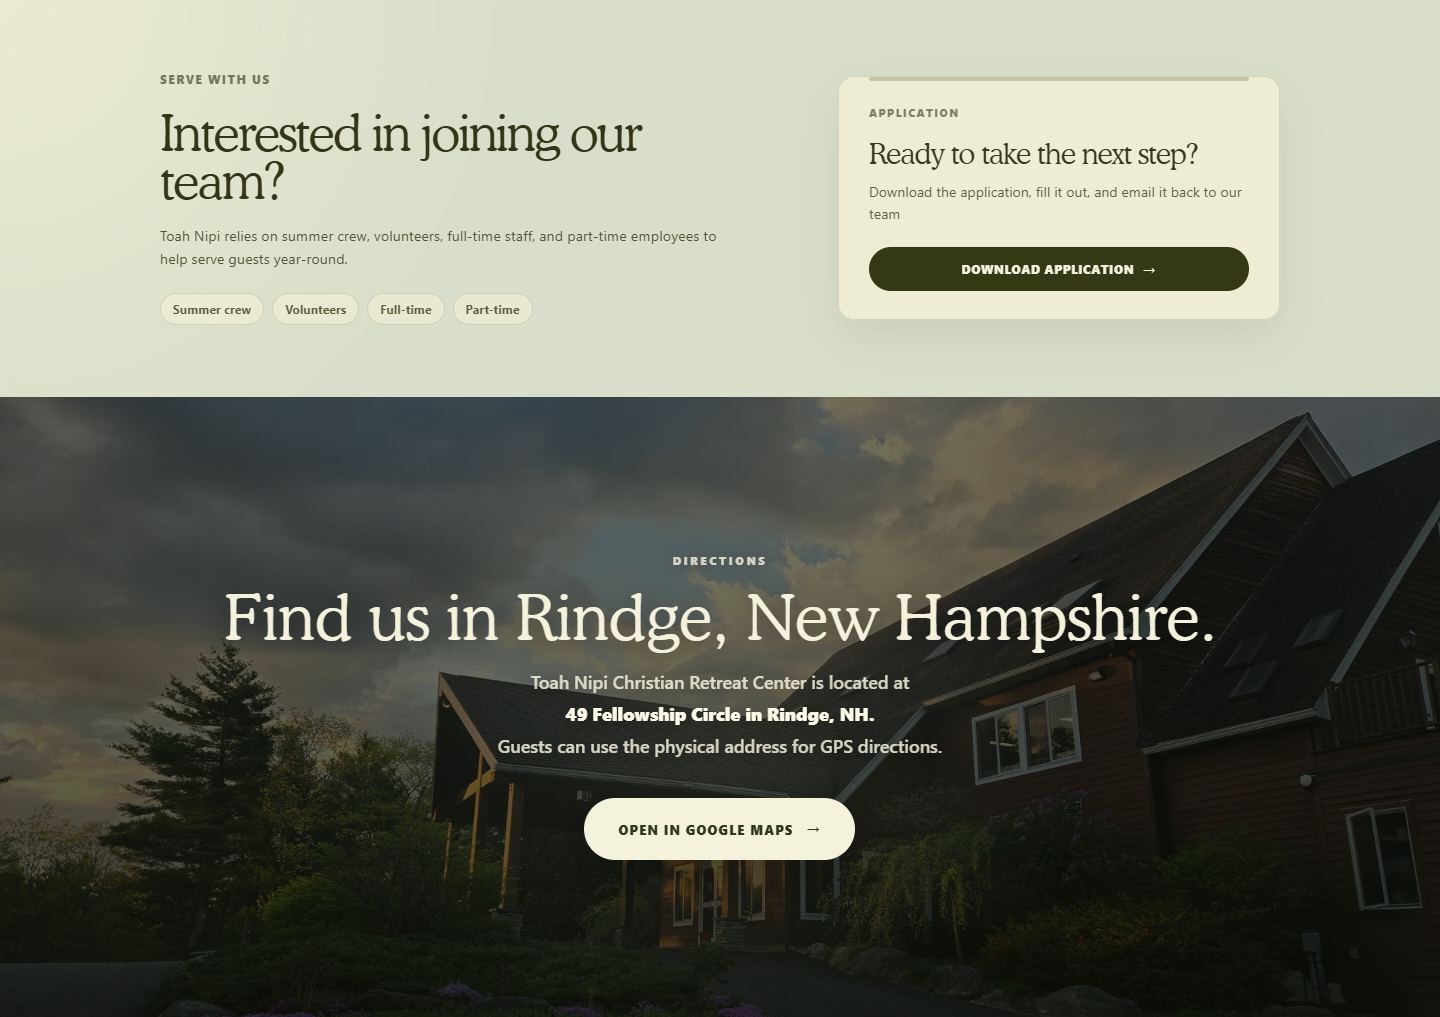 SERVE WITH US
Interested in joining our
team?
Toah Nipi relies on summer crew, volunteers, full-time staff, and part-time employees to
help serve guests year-round.
Summer crew
Volunteers
Full-time
Part-time
APPLICATION
Ready to take the next step?
Download the application, fill it out, and email it back to our
team
DOWNLOAD APPLICATION →
DIRECTIONS
Find us in Rindge, New Hampshire.
Toah Nipi Christian Retreat Center is located at
49 Fellowship Circle in Rindge, NH.
Guests can use the physical address for GPS directions.
OPEN IN GOOGLE MAPS →